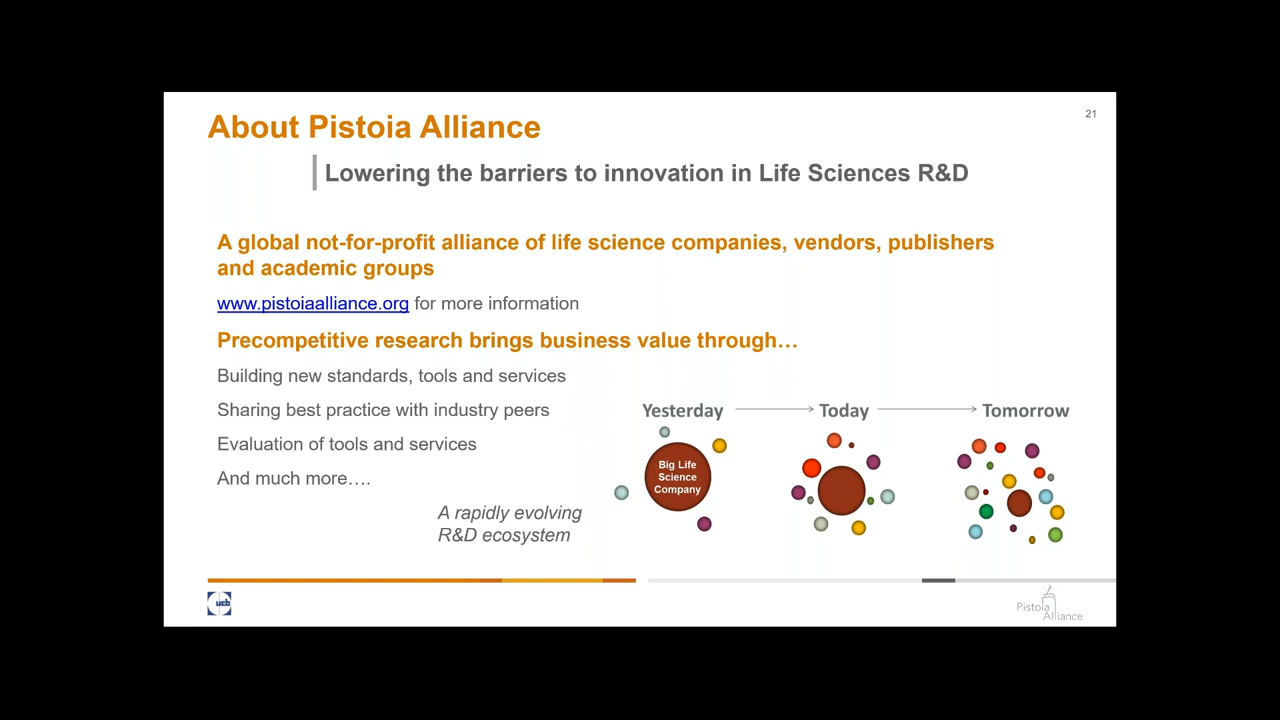 About Pistoia Alliance
21
Lowering the barriers to innovation in Life Sciences R&D
A global not-for-profit alliance of life science companies, vendors, publishers
and academic groups
www.pistoiaalliance.org for more information
Precompetitive research brings business value through…
Building new standards, tools and services
Sharing best practice with industry peers
Evaluation of tools and services
And much more….
A rapidly evolving
R&D ecosystem
Yesterday
Today
Tomorrow
Big Life
Science
Company
ucb
Pistoia
Alliance